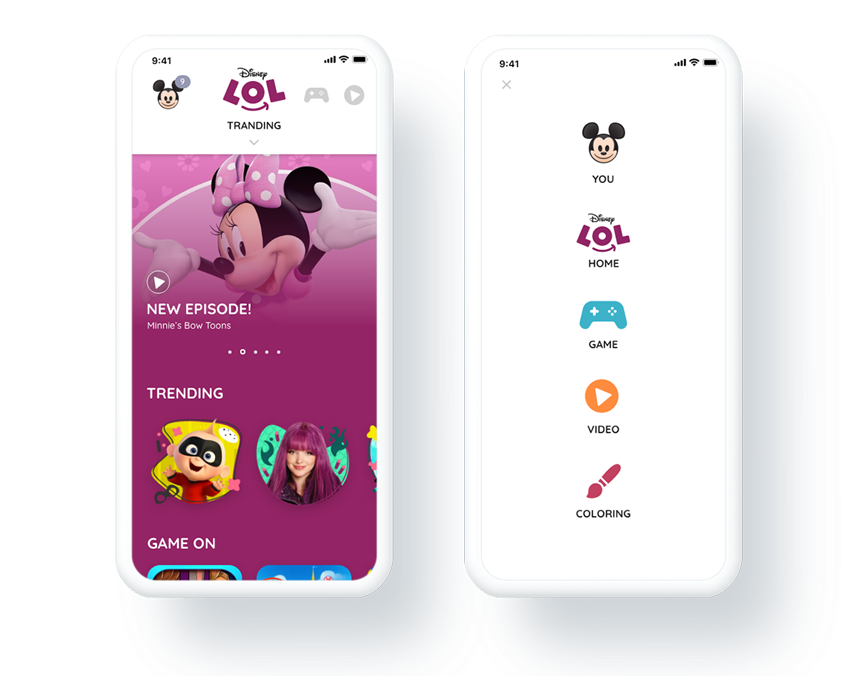 9:41
9
Disney
LOL
TRANDING
NEW EPISODE!
Minnie's Bow Toons
TRENDING
GAME ON
9:41
YOU
Disney
LOL
HOME
GAME
VIDEO
COLORING